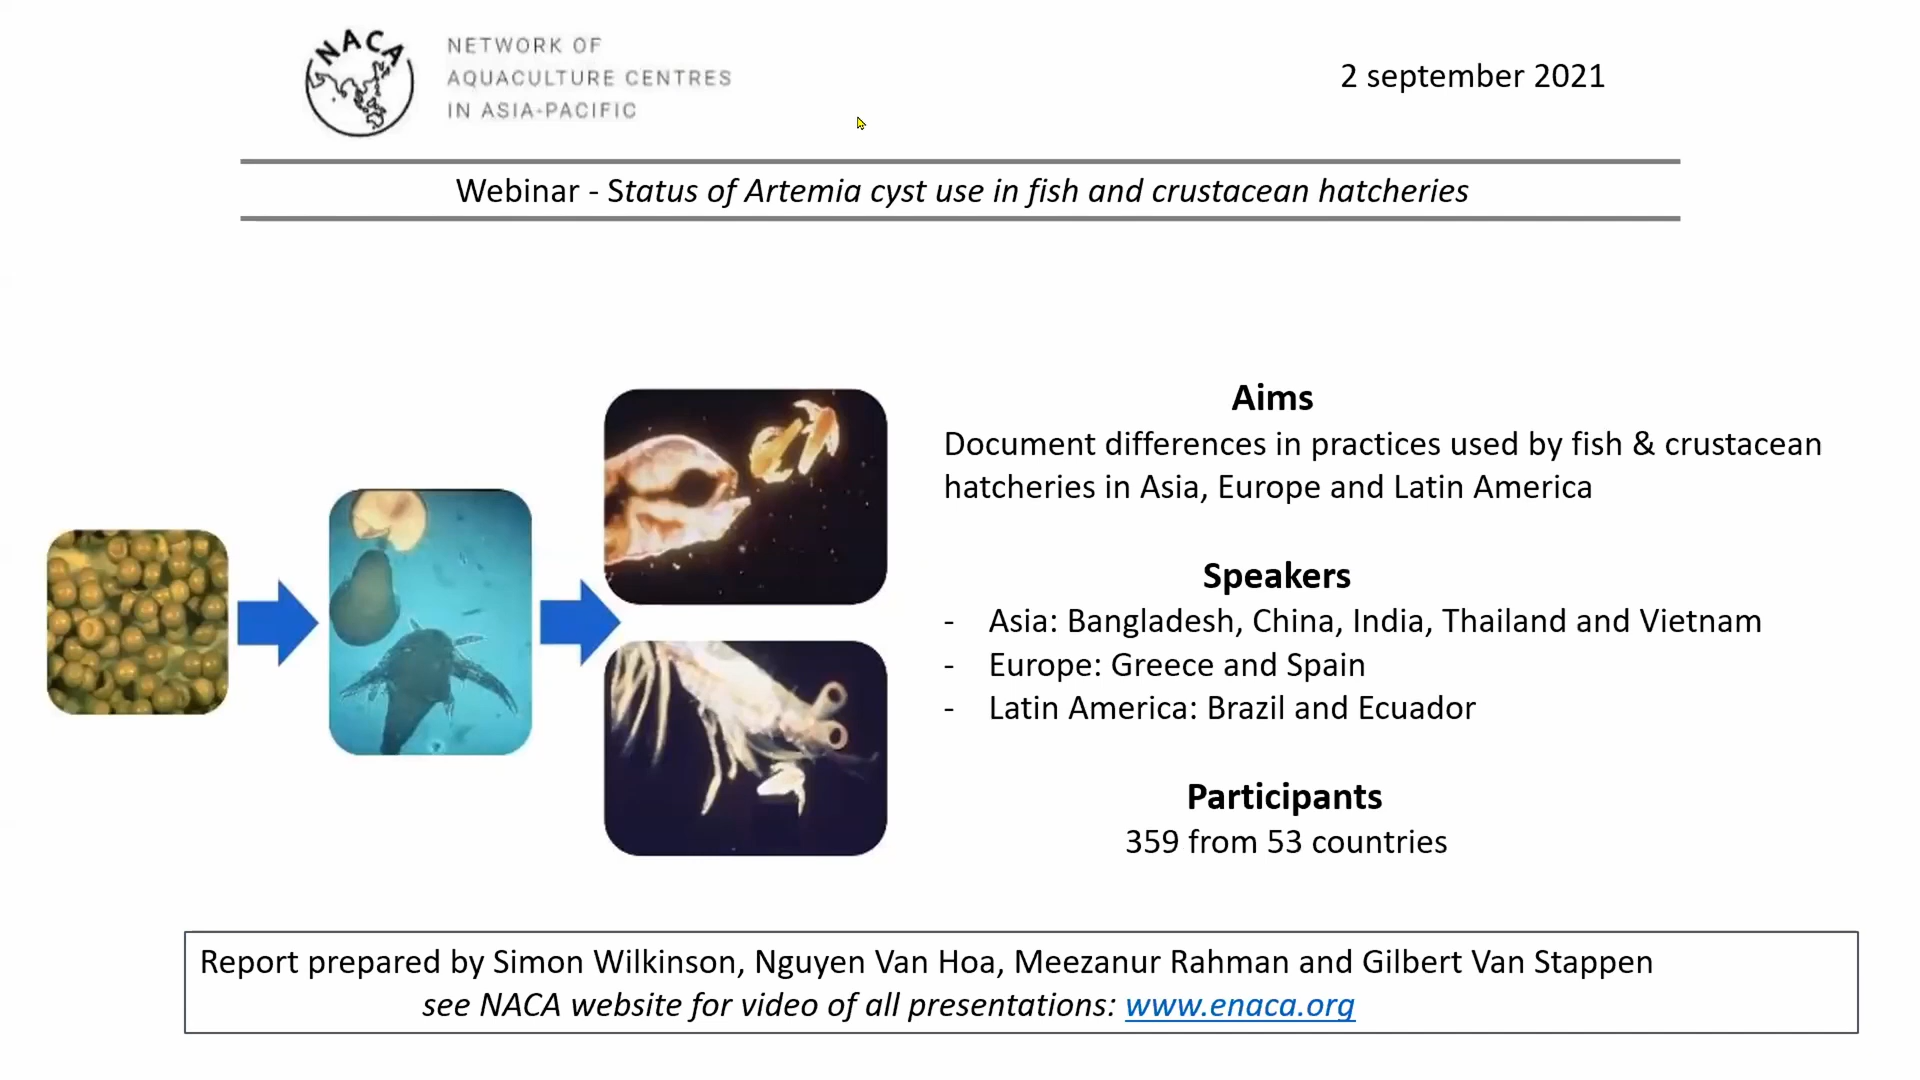 NACA
NETWORK OF
AQUACULTURE CENTRES
IN ASIA-PACIFIC
2 september 2021
Webinar - Status of Artemia cyst use in fish and crustacean hatcheries
Aims
Document differences in practices used by fish & crustacean
hatcheries in Asia, Europe and Latin America
Speakers
- Asia: Bangladesh, China, India, Thailand and Vietnam
- Europe: Greece and Spain
- Latin America: Brazil and Ecuador
Participants
359 from 53 countries
Report prepared by Simon Wilkinson, Nguyen Van Hoa, Meezanur Rahman and Gilbert Van Stappen
see NACA website for video of all presentations: www.enaca.org